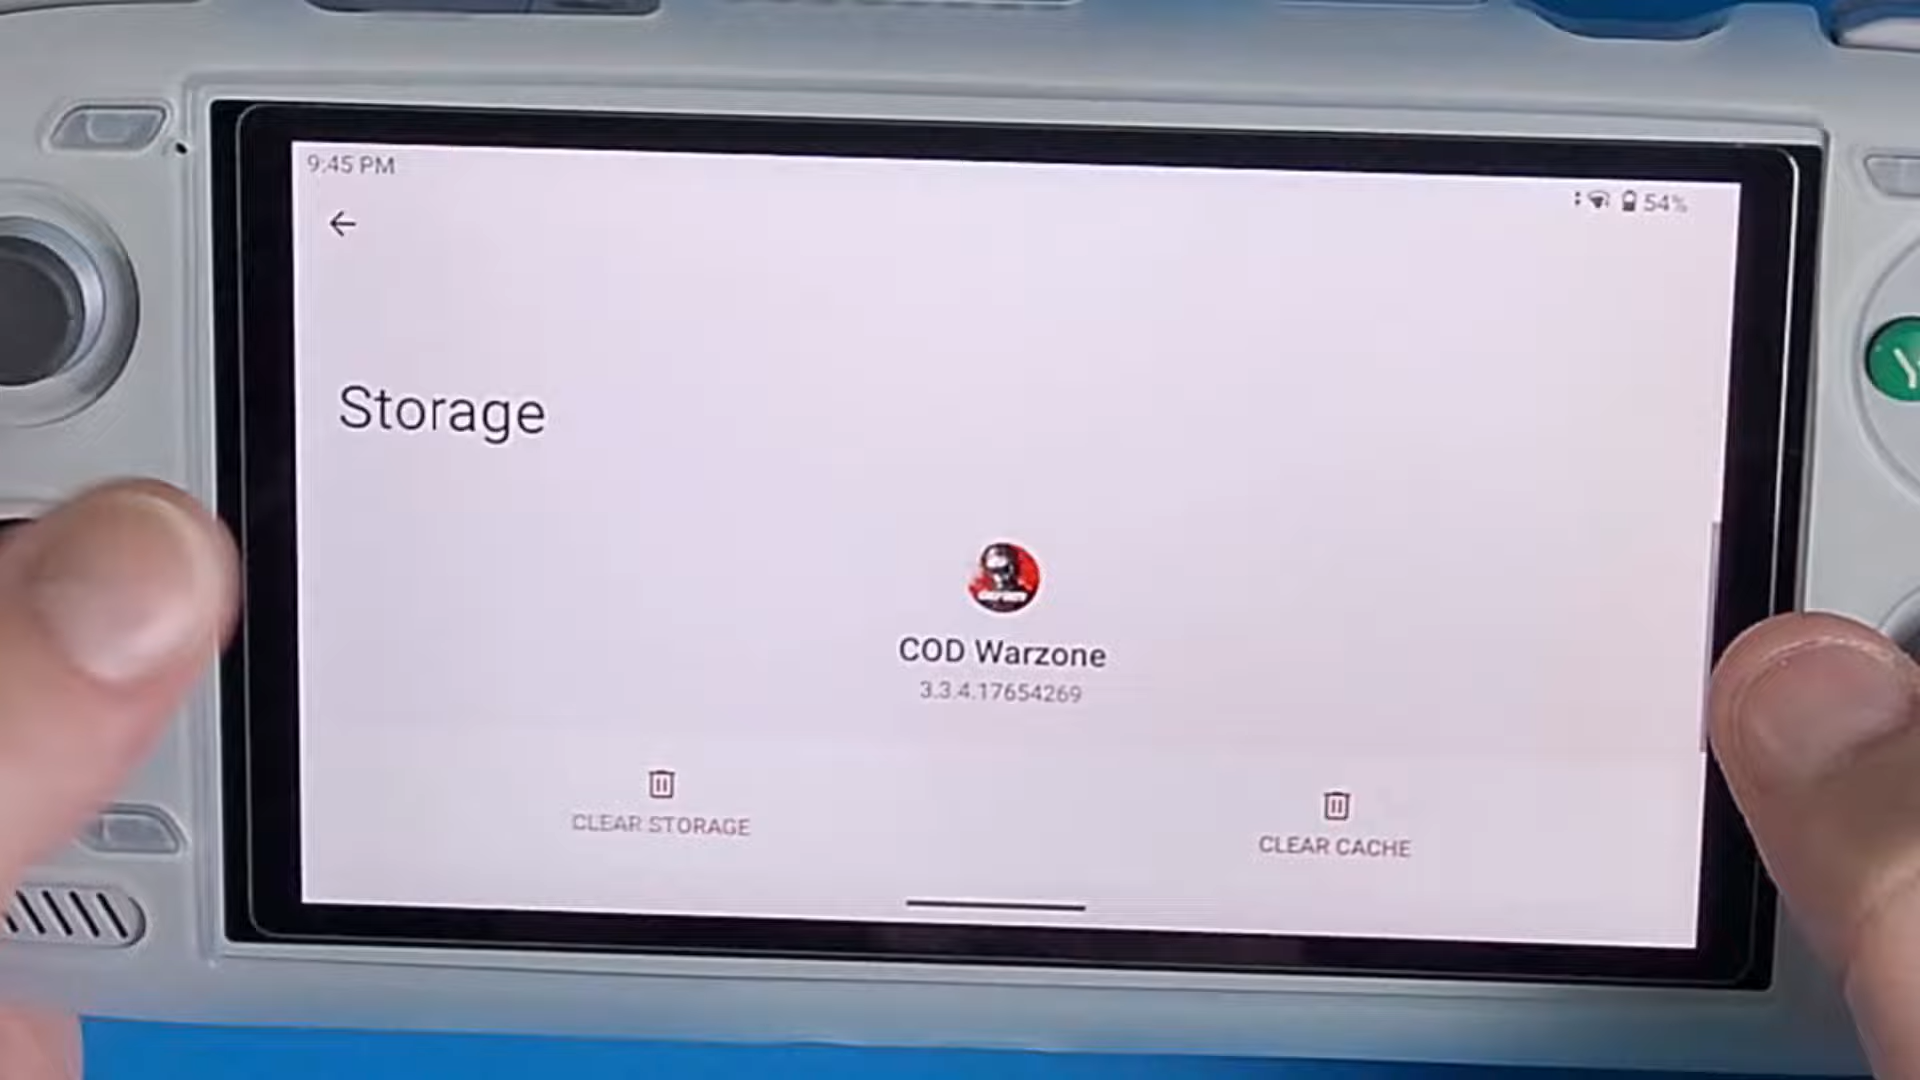 9:45 PM
54%
Storage
COD Warzone
3.3.4.17654269
CLEAR STORAGE
CLEAR CACHE
Y